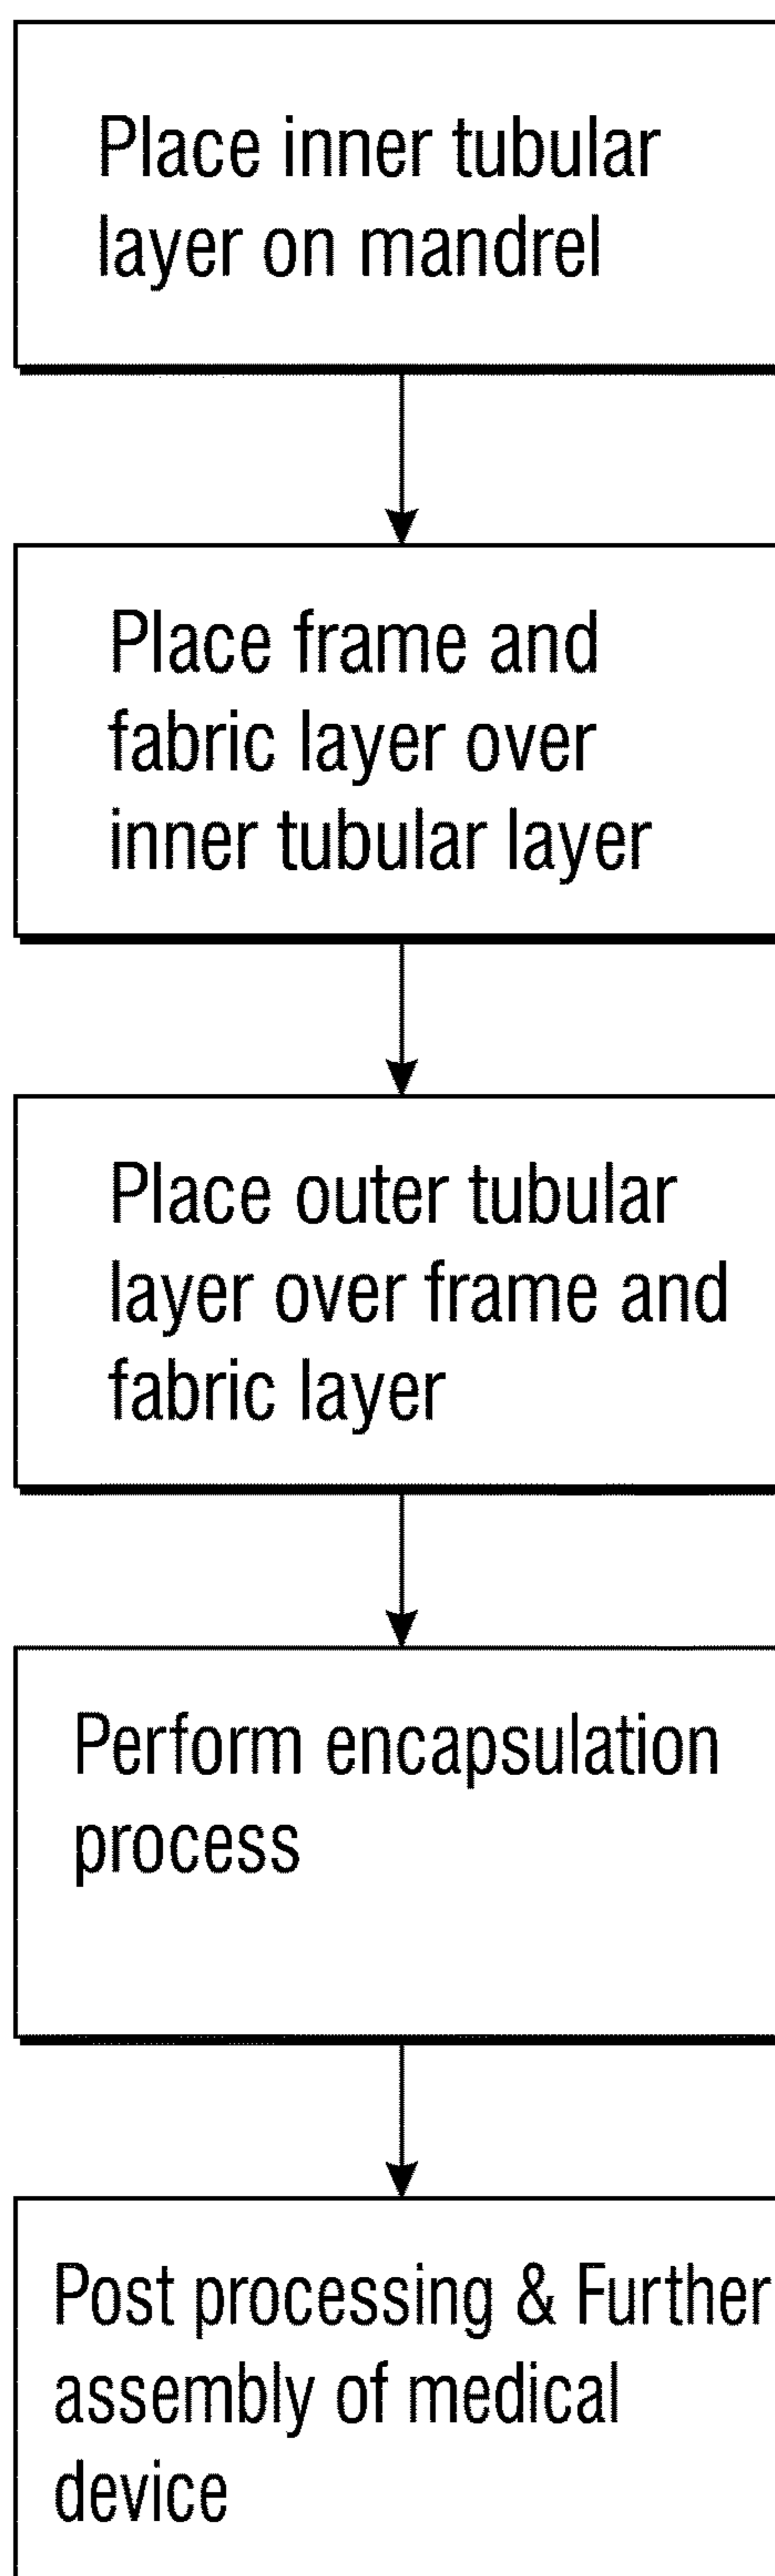 Place inner tubular
layer on mandrel
Place frame and
fabric layer over
inner tubular layer
Place outer tubular
layer over frame and
fabric layer
Perform encapsulation
process
Post processing & Further
assembly of medical
device